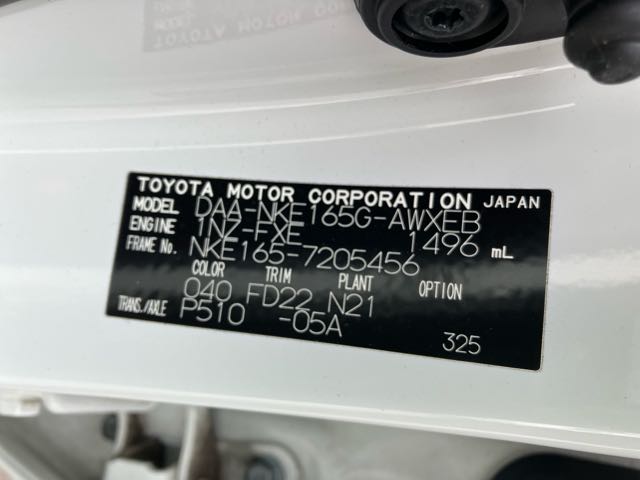 TOYOTA MOTOR CORPORATION JAPAN
MODEL DAA-NKE165G-AWXEB
ENGINE 1NZ-FXE 1496 mL
FRAME No. NKE165-7205456
COLOR TRIM PLANT OPTION
040 FD22 N21
TRANS./AXLE P510 -05A
325